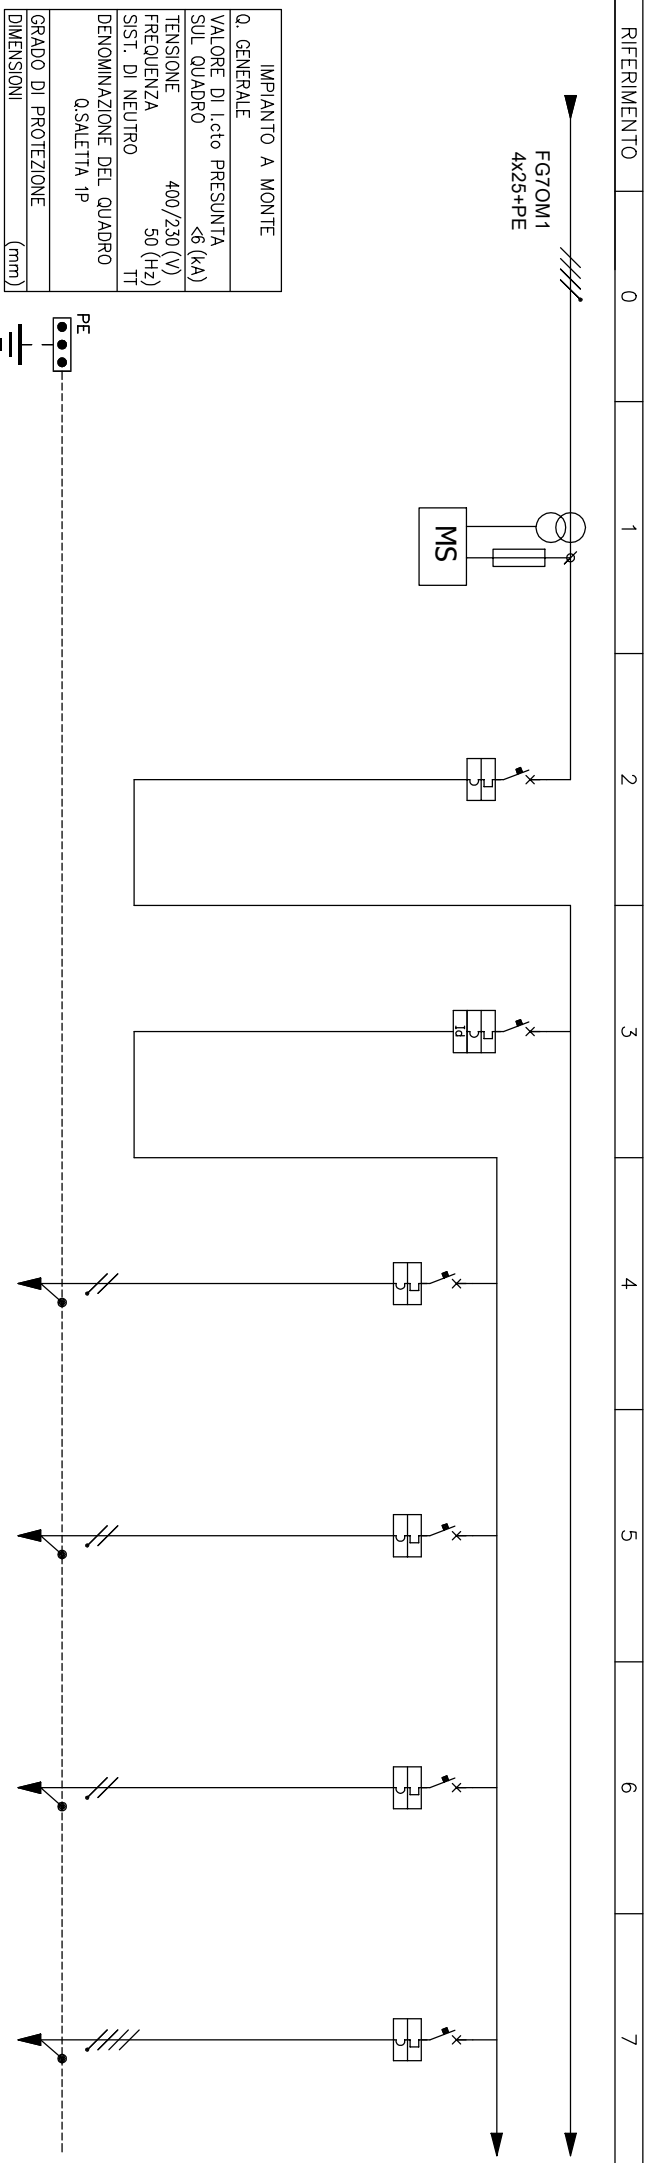 RIFERIMENTO
0
1
2
3
4
5
6
7
FG7OM1
4x25+PE
MS
Id
PE
IMPIANTO A MONTE
Q. GENERALE
VALORE DI I.cto PRESUNTA
SUL QUADRO <6 (kA)
TENSIONE 400/230 (V)
FREQUENZA 50 (Hz)
SIST. DI NEUTRO TT
DENOMINAZIONE DEL QUADRO
Q.SALETTA 1P
GRADO DI PROTEZIONE
DIMENSIONI (mm)